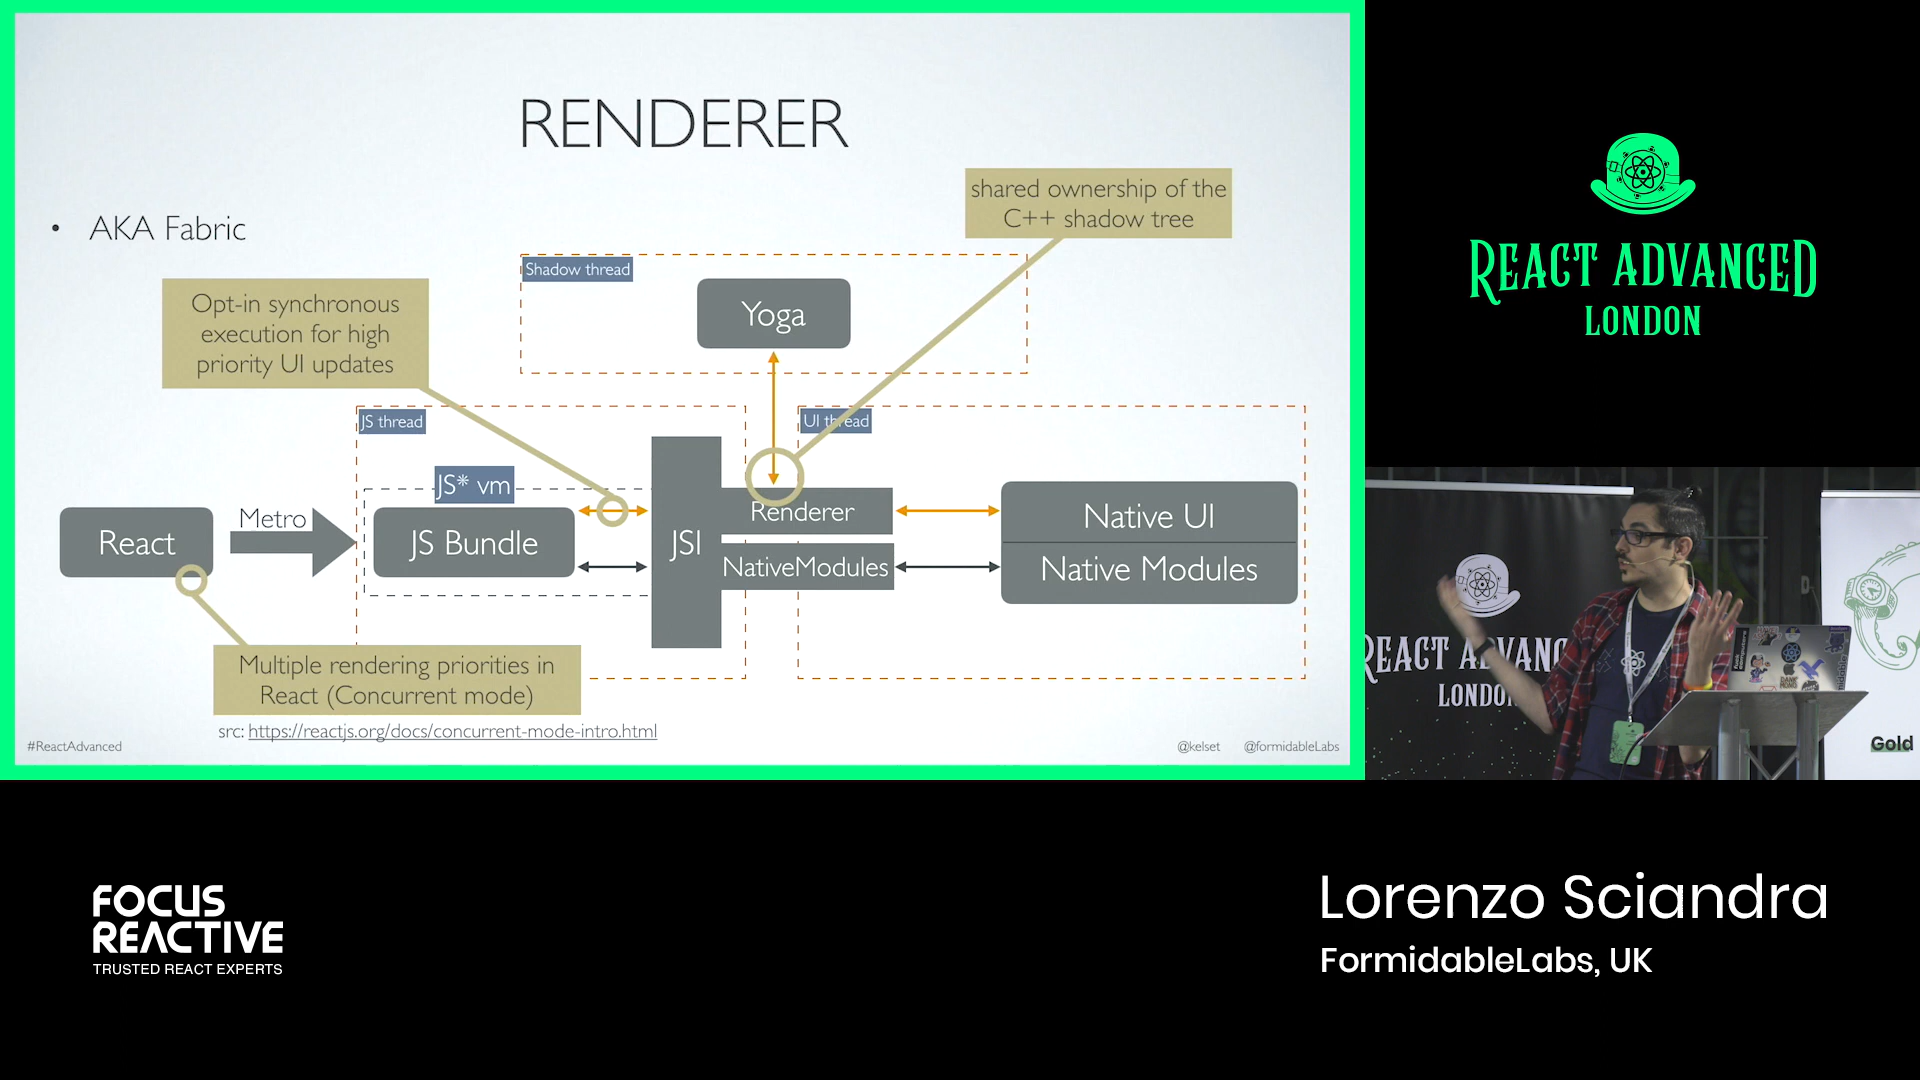 RENDERER
• AKA Fabric
shared ownership of the
C++ shadow tree
Shadow thread
Yoga
Opt-in synchronous
execution for high
priority UI updates
JS thread
UI thread
JS* vm
React
Metro
JS Bundle
JSI
Renderer
NativeModules
Native UI
Native Modules
Multiple rendering priorities in
React (Concurrent mode)
src: https://reactjs.org/docs/concurrent-mode-intro.html
#ReactAdvanced
@kelset
@formidableLabs
REACT ADVANCED
LONDON
REACT ADVANC
LONDON
Gold
FOCUS
REACTIVE
TRUSTED REACT EXPERTS
Lorenzo Sciandra
FormidableLabs, UK